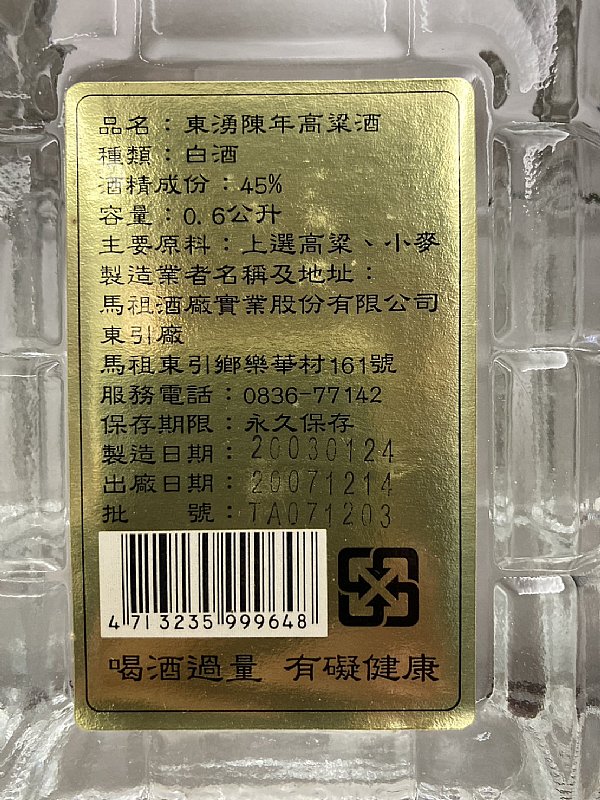 品名：東湧陳年高粱酒
種類：白酒
酒精成份：45%
容量：0.6公升
主要原料：上選高粱、小麥
製造業者名稱及地址：
馬祖酒廠實業股份有限公司
東引廠
馬祖東引鄉樂華村161號
服務電話：0836-77142
保存期限：永久保存
製造日期：20030124
出廠日期：20071214
批　　號：TA071203
4 713235 999648
喝酒過量 有礙健康